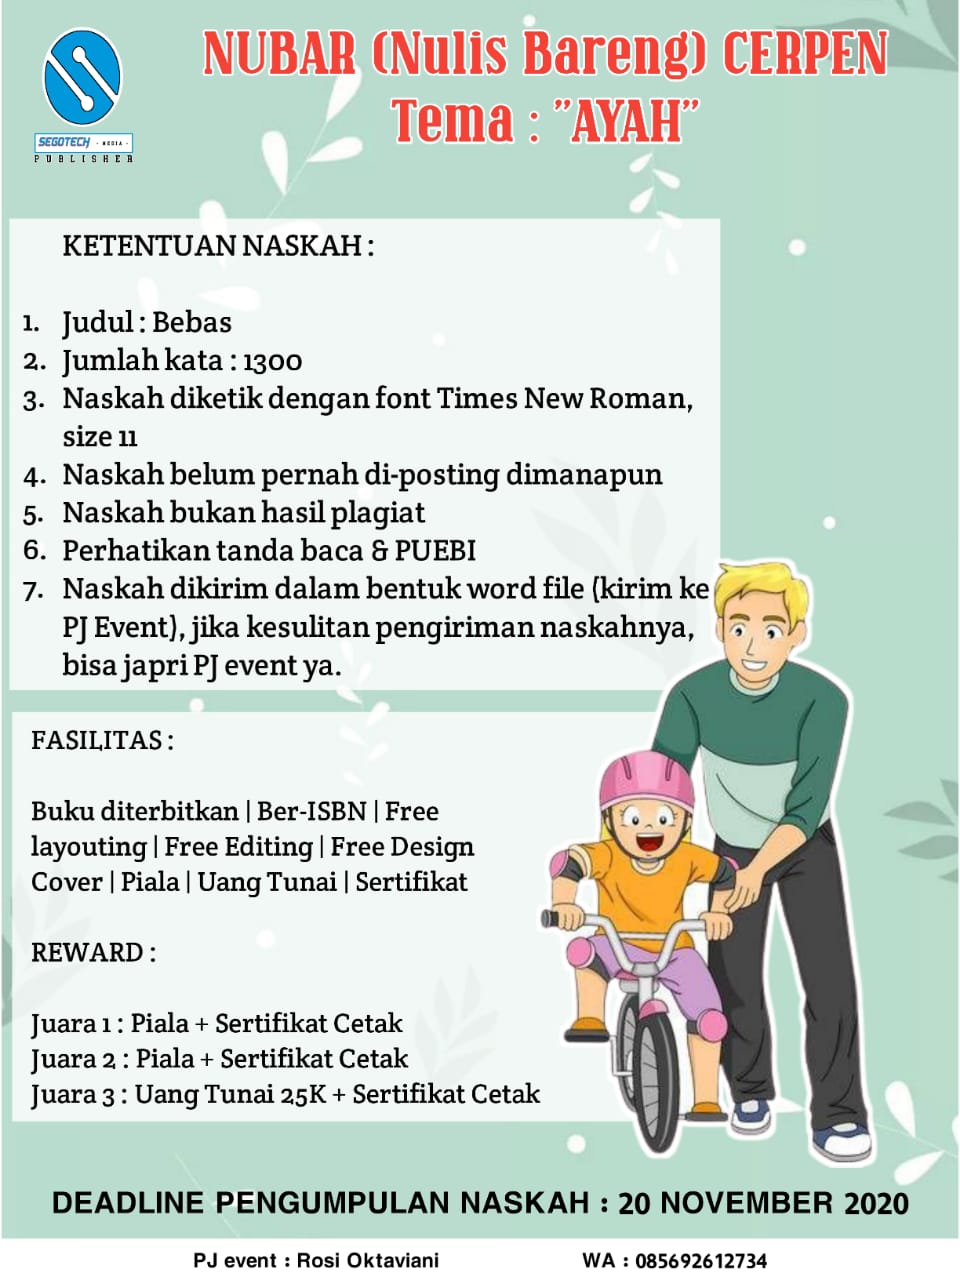 NUBAR (Nulis Bareng) CERPEN
Tema : "AYAH"
SEGOTECH - MEDIA -
PUBLISHER
KETENTUAN NASKAH :
1. Judul : Bebas
2. Jumlah kata : 1300
3. Naskah diketik dengan font Times New Roman,
size 11
4. Naskah belum pernah di-posting dimanapun
5. Naskah bukan hasil plagiat
6. Perhatikan tanda baca & PUEBI
7. Naskah dikirim dalam bentuk word file (kirim ke
PJ Event), jika kesulitan pengiriman naskahnya,
bisa japri PJ event ya.
FASILITAS :
Buku diterbitkan | Ber-ISBN | Free
layouting | Free Editing | Free Design
Cover | Piala | Uang Tunai | Sertifikat
REWARD :
Juara 1 : Piala + Sertifikat Cetak
Juara 2 : Piala + Sertifikat Cetak
Juara 3 : Uang Tunai 25K + Sertifikat Cetak
DEADLINE PENGUMPULAN NASKAH : 20 NOVEMBER 2020
PJ event : Rosi Oktaviani WA : 085692612734